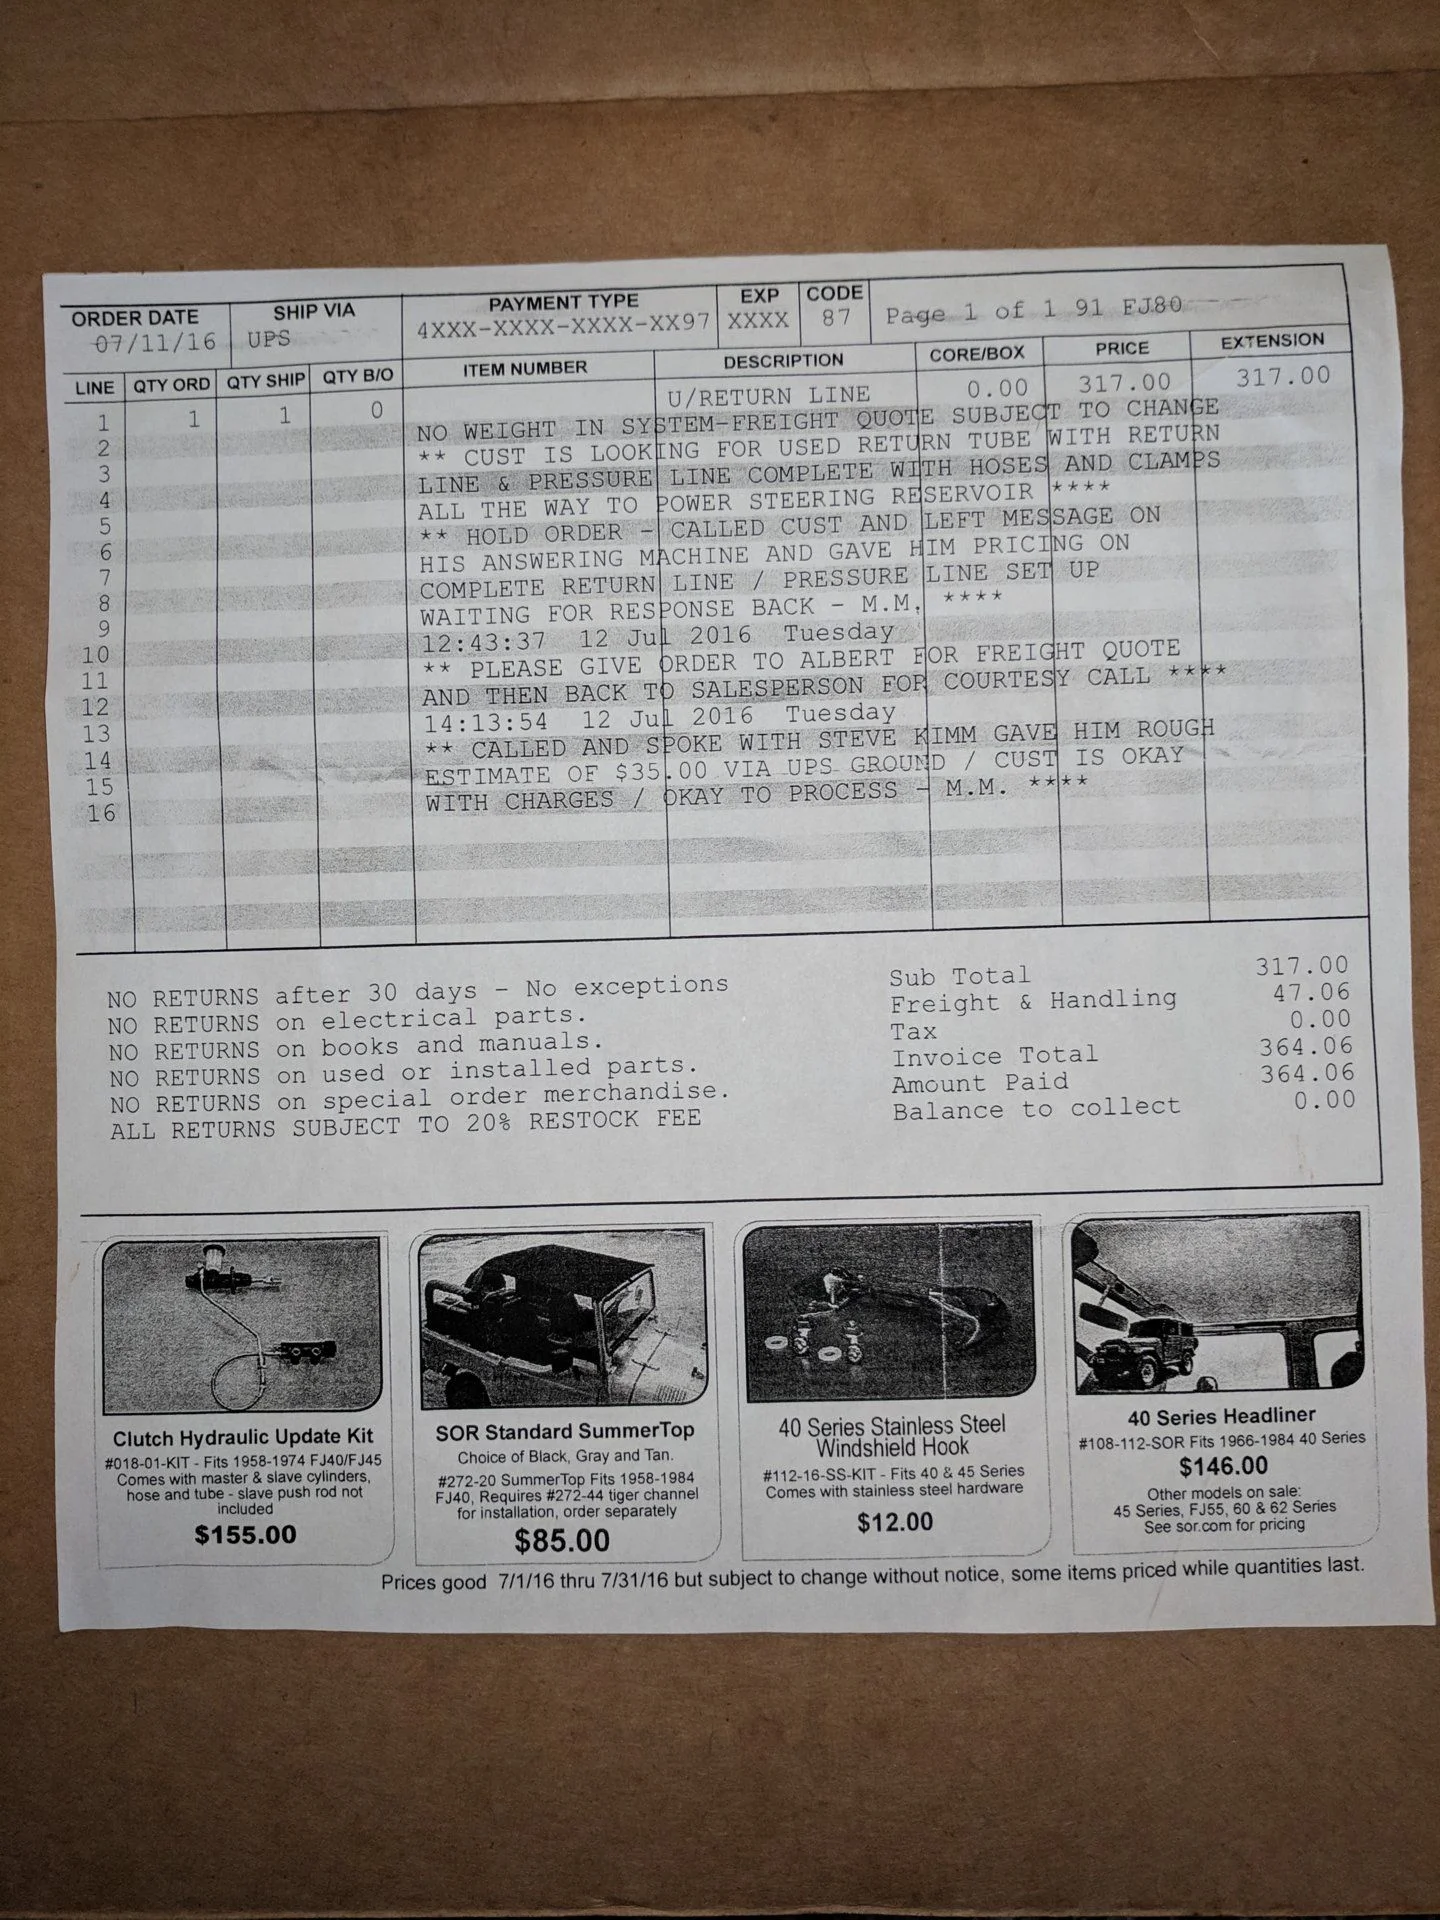 ORDER DATE SHIP VIA PAYMENT TYPE EXP CODE
07/11/16 UPS 4XXX-XXXX-XXXX-XX97 XXXX 87 Page 1 of 1 91 FJ80
LINE QTY ORD QTY SHIP QTY B/O ITEM NUMBER DESCRIPTION CORE/BOX PRICE EXTENSION
1 1 1 0 U/RETURN LINE 0.00 317.00 317.00
2 NO WEIGHT IN SYSTEM-FREIGHT QUOTE SUBJECT TO CHANGE
3 ** CUST IS LOOKING FOR USED RETURN TUBE WITH RETURN
4 LINE & PRESSURE LINE COMPLETE WITH HOSES AND CLAMPS
5 ALL THE WAY TO POWER STEERING RESERVOIR ****
6 ** HOLD ORDER - CALLED CUST AND LEFT MESSAGE ON
7 HIS ANSWERING MACHINE AND GAVE HIM PRICING ON
8 COMPLETE RETURN LINE / PRESSURE LINE SET UP
9 WAITING FOR RESPONSE BACK - M.M. ****
10 12:43:37 12 Jul 2016 Tuesday
11 ** PLEASE GIVE ORDER TO ALBERT FOR FREIGHT QUOTE
12 AND THEN BACK TO SALESPERSON FOR COURTESY CALL ****
13 14:13:54 12 Jul 2016 Tuesday
14 ** CALLED AND SPOKE WITH STEVE KIMM GAVE HIM ROUGH
15 ESTIMATE OF $35.00 VIA UPS GROUND / CUST IS OKAY
16 WITH CHARGES / OKAY TO PROCESS - M.M. ****
NO RETURNS after 30 days - No exceptions
NO RETURNS on electrical parts.
NO RETURNS on books and manuals.
NO RETURNS on used or installed parts.
NO RETURNS on special order merchandise.
ALL RETURNS SUBJECT TO 20% RESTOCK FEE
Sub Total 317.00
Freight & Handling 47.06
Tax 0.00
Invoice Total 364.06
Amount Paid 364.06
Balance to collect 0.00
Clutch Hydraulic Update Kit
#018-01-KIT - Fits 1958-1974 FJ40/FJ45
Comes with master & slave cylinders,
hose and tube - slave push rod not
included
$155.00
SOR Standard SummerTop
Choice of Black, Gray and Tan.
#272-20 SummerTop Fits 1958-1984
FJ40, Requires #272-44 tiger channel
for installation, order separately
$85.00
40 Series Stainless Steel
Windshield Hook
#112-16-SS-KIT - Fits 40 & 45 Series
Comes with stainless steel hardware
$12.00
40 Series Headliner
#108-112-SOR Fits 1966-1984 40 Series
$146.00
Other models on sale:
45 Series, FJ55, 60 & 62 Series
See sor.com for pricing
Prices good 7/1/16 thru 7/31/16 but subject to change without notice, some items priced while quantities last.